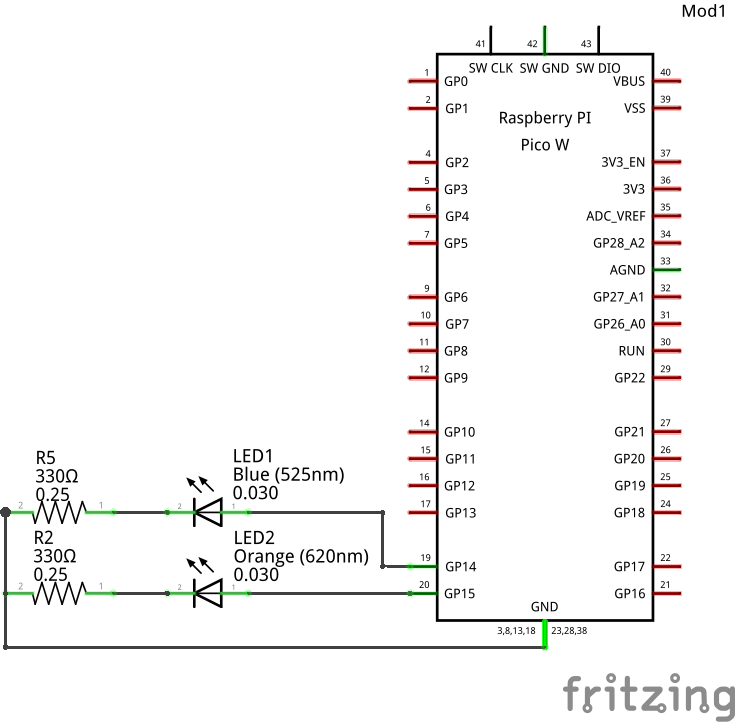 Mod1
41 42 43
SW CLK SW GND SW DIO
1 GP0 VBUS 40
2 GP1 VSS 39
Raspberry PI
Pico W
4 GP2 3V3_EN 37
5 GP3 3V3 36
6 GP4 ADC_VREF 35
7 GP5 GP28_A2 34
AGND 33
9 GP6 GP27_A1 32
10 GP7 GP26_A0 31
11 GP8 RUN 30
12 GP9 GP22 29
14 GP10 GP21 27
15 GP11 GP20 26
16 GP12 GP19 25
17 GP13 GP18 24
19 GP14 GP17 22
20 GP15 GP16 21
GND
3,8,13,18 23,28,38
R5
330Ω
0.25
2 1
LED1
Blue (525nm)
0.030
2 1
R2
330Ω
0.25
2 1
LED2
Orange (620nm)
0.030
2 1
fritzing